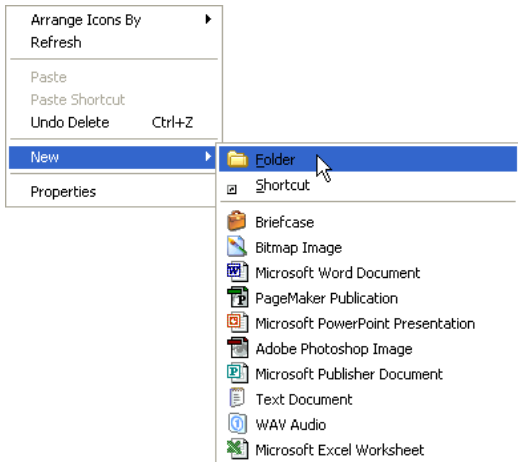 Arrange Icons By
Refresh
Paste
Paste Shortcut
Undo Delete Ctrl+Z
New
Properties
Folder
Shortcut
Briefcase
Bitmap Image
Microsoft Word Document
PageMaker Publication
Microsoft PowerPoint Presentation
Adobe Photoshop Image
Microsoft Publisher Document
Text Document
WAV Audio
Microsoft Excel Worksheet